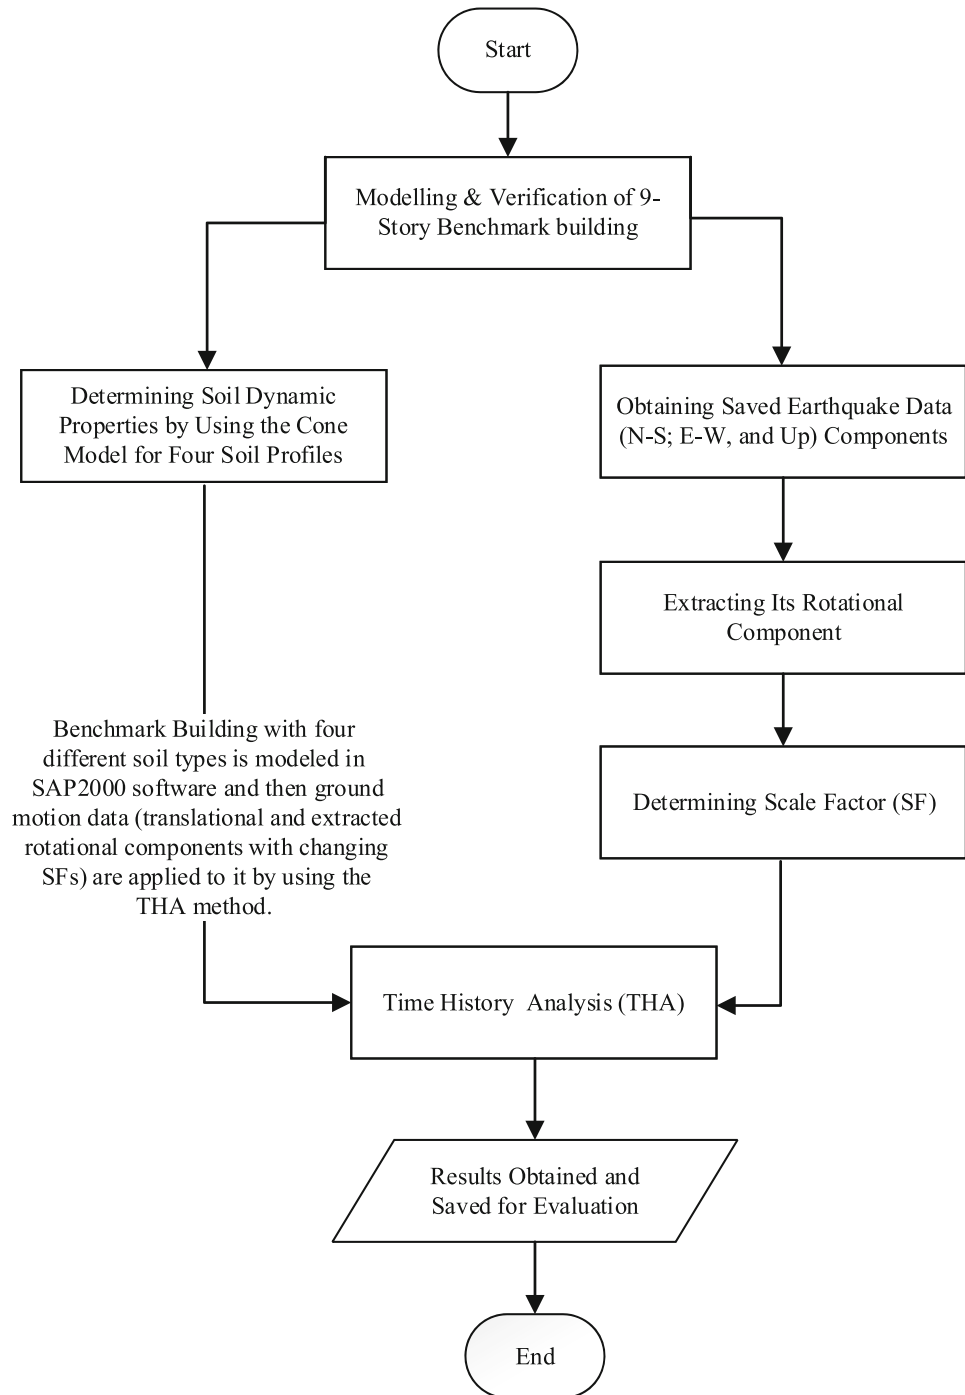 Start
Modelling & Verification of 9-
Story Benchmark building
Determining Soil Dynamic
Properties by Using the Cone
Model for Four Soil Profiles
Obtaining Saved Earthquake Data
(N-S; E-W, and Up) Components
Extracting Its Rotational
Component
Determining Scale Factor (SF)
Benchmark Building with four
different soil types is modeled in
SAP2000 software and then ground
motion data (translational and extracted
rotational components with changing
SFs) are applied to it by using the
THA method.
Time History Analysis (THA)
Results Obtained and
Saved for Evaluation
End